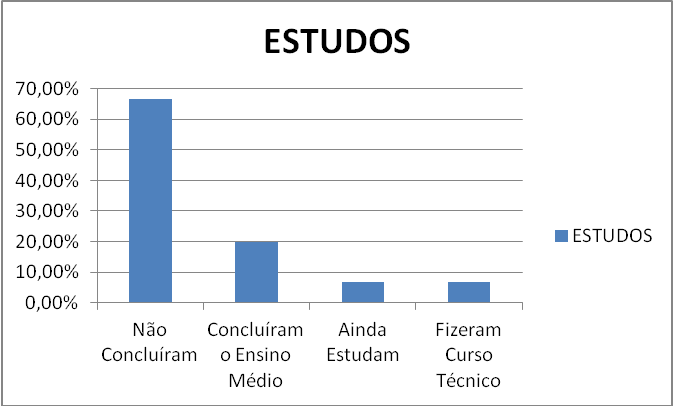 ESTUDOS
70,00%
60,00%
50,00%
40,00%
30,00%
20,00%
10,00%
0,00%
Não
Concluíram
Concluíram
o Ensino
Médio
Ainda
Estudam
Fizeram
Curso
Técnico
ESTUDOS